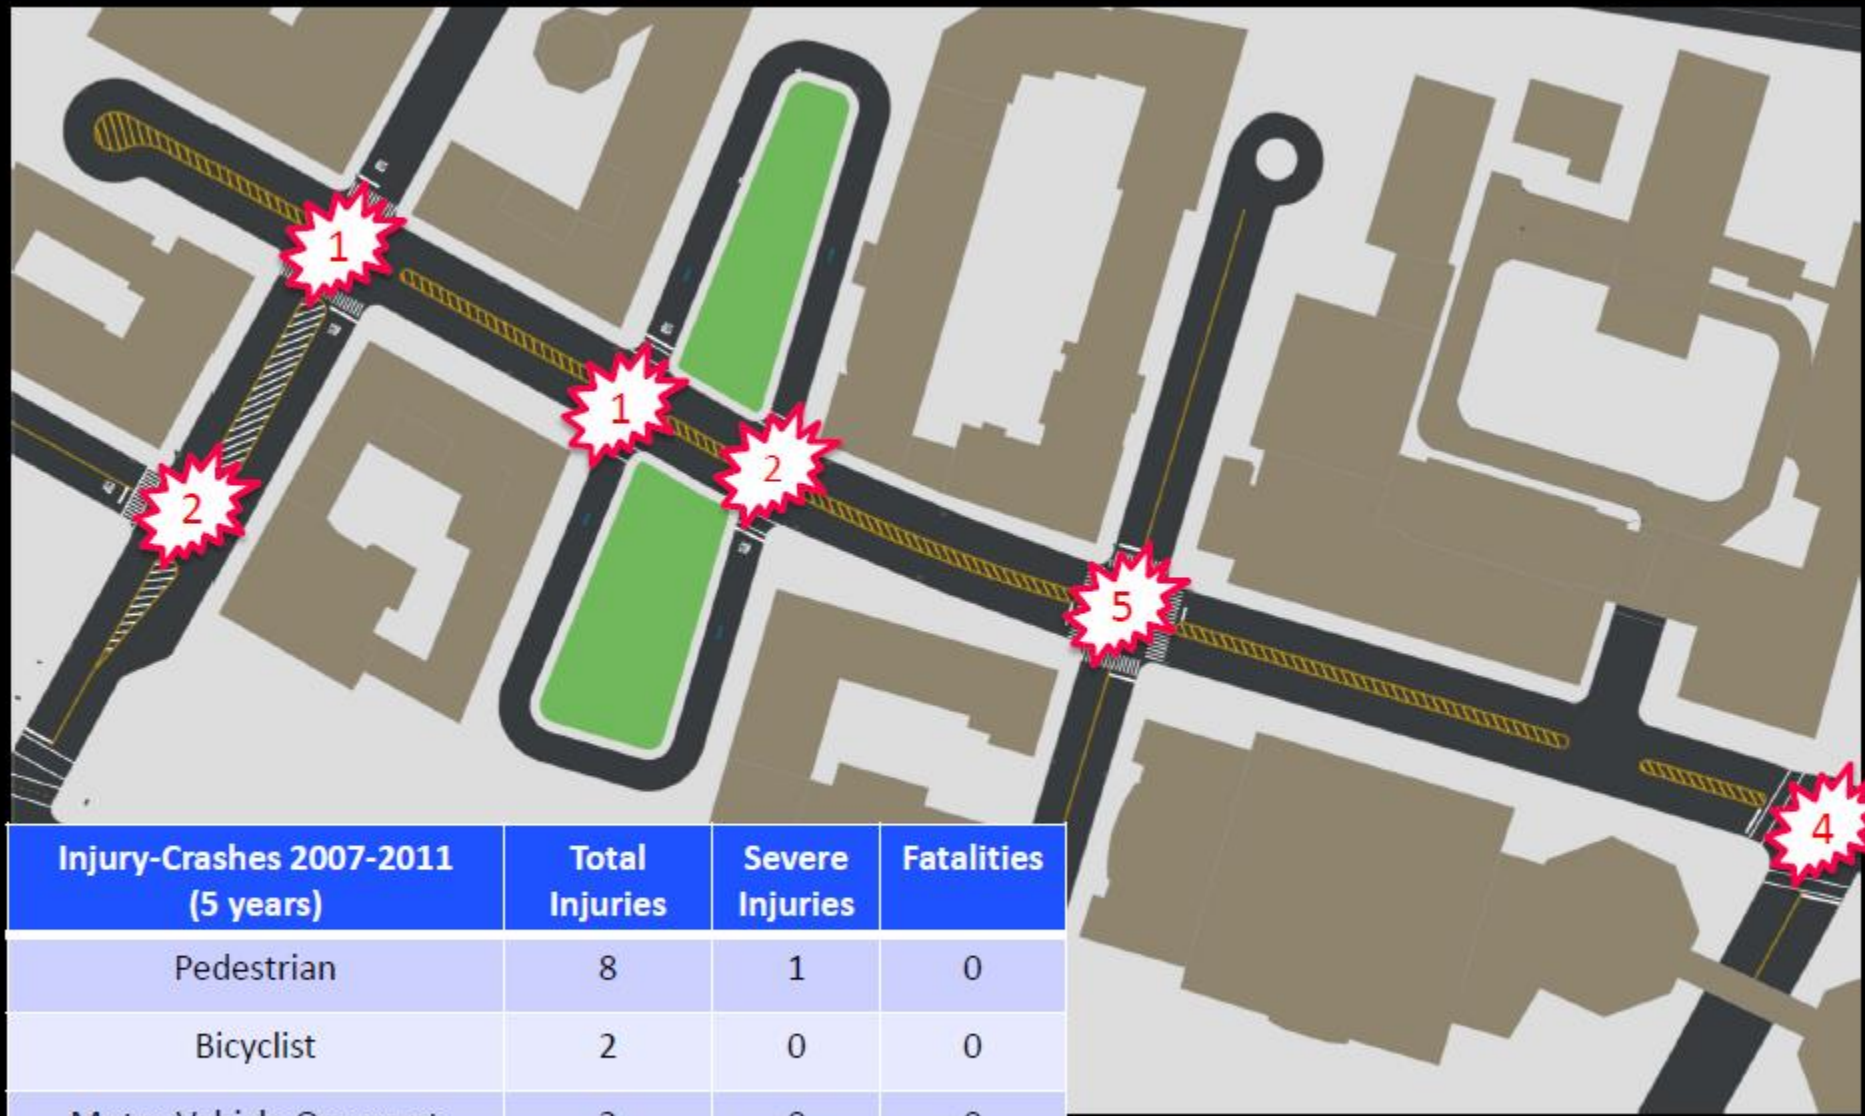 1
1
2
2
5
4
Injury-Crashes 2007-2011 (5 years) Total Injuries Severe Injuries Fatalities
Pedestrian 8 1 0
Bicyclist 2 0 0